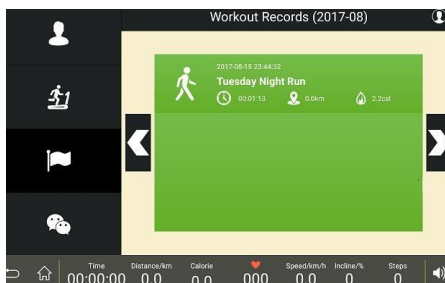 Workout Records (2017-08)
2017-08-15 23:44:32
Tuesday Night Run
00:01:13 0.0km 2.2cal
Time Distance/km Calorie Speed/km/h Incline/% Steps
00:00:00 0.0 0.0 000 0.0 0 0